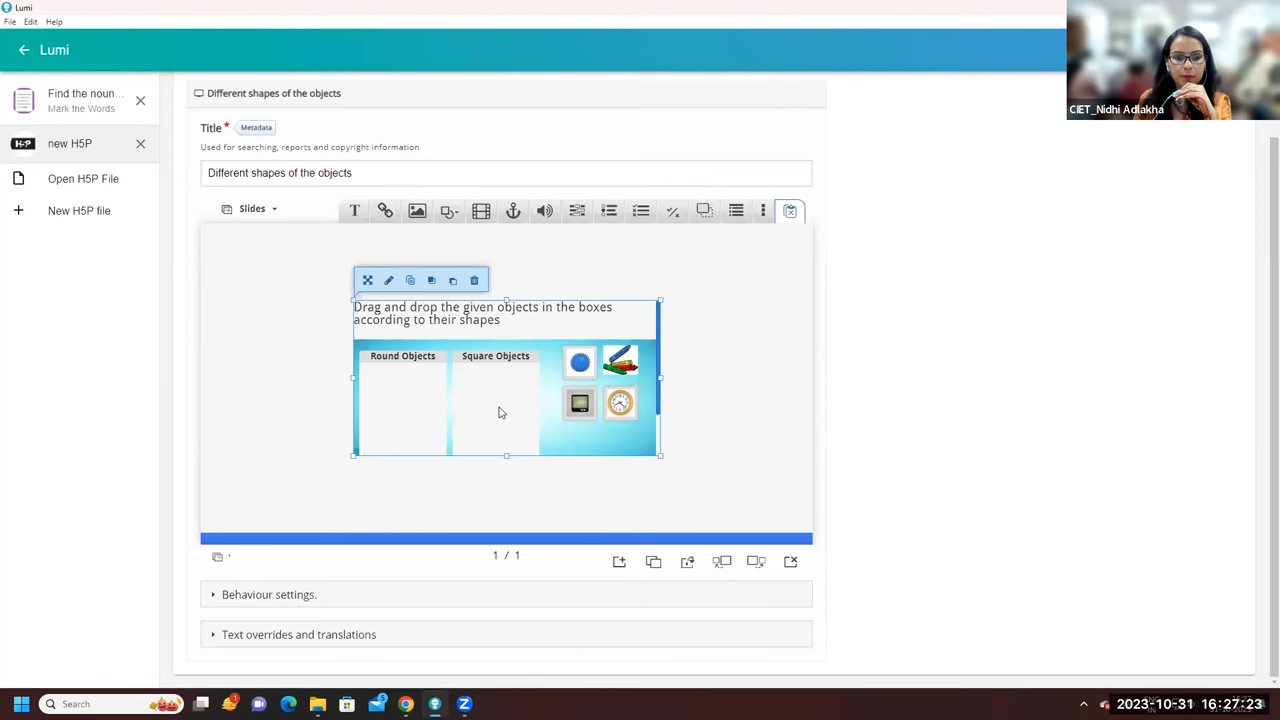 Lumi
File Edit Help
Lumi
CIET_Nidhi Adlakha
Find the noun...
Mark the Words
H-P new H5P
Open H5P File
New H5P file
Different shapes of the objects
Title* Metadata
Used for searching, reports and copyright information
Different shapes of the objects
Slides
Drag and drop the given objects in the boxes
according to their shapes
Round Objects Square Objects
1 / 1
Behaviour settings.
Text overrides and translations
Search
2023-10-31 16:27:23